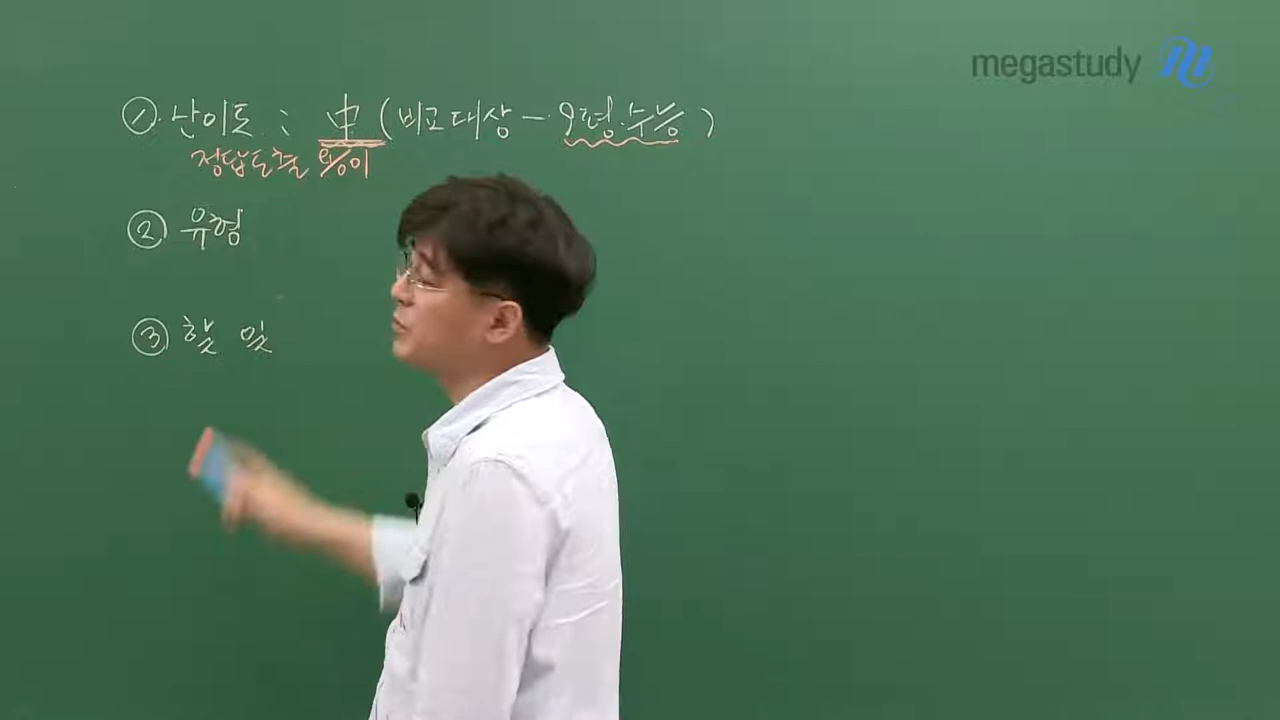 megastudy
① 난이도 : 中 (비교대상 - 9평.수능)
정답도출 용이
② 유형
③ 할 일